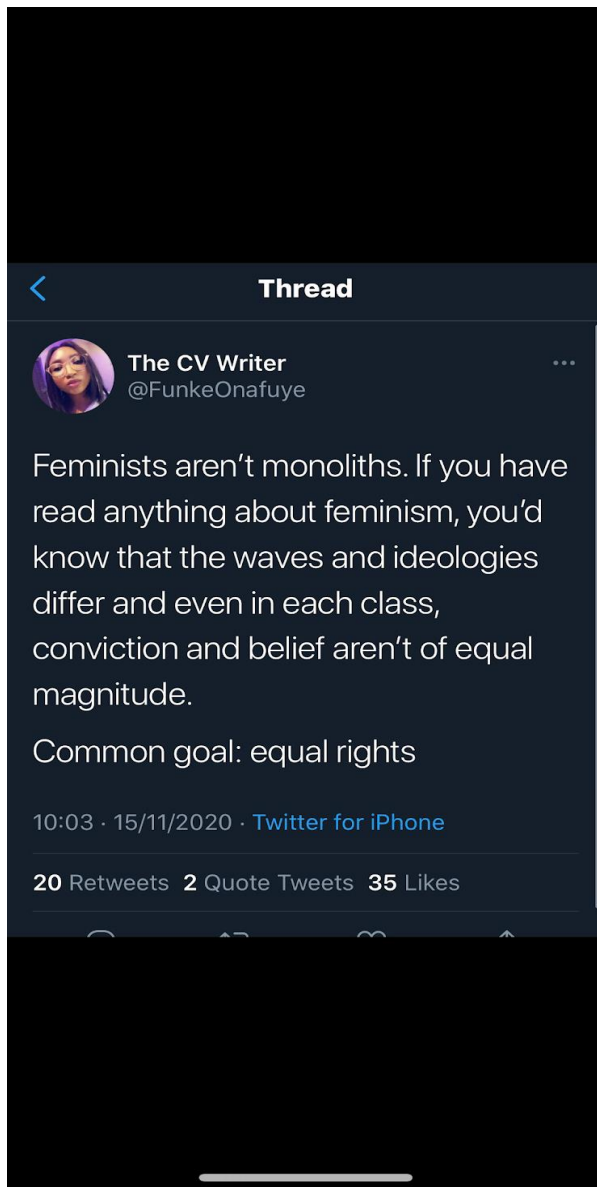 Thread
The CV Writer
@FunkeOnafuye
Feminists aren’t monoliths. If you have
read anything about feminism, you’d
know that the waves and ideologies
differ and even in each class,
conviction and belief aren’t of equal
magnitude.
Common goal: equal rights
10:03 · 15/11/2020 · Twitter for iPhone
20 Retweets 2 Quote Tweets 35 Likes